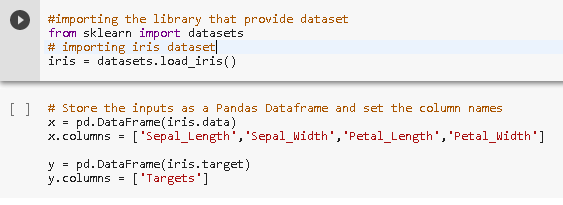 #importing the library that provide dataset
from sklearn import datasets
# importing iris dataset
iris = datasets.load_iris()
[ ]
# Store the inputs as a Pandas Dataframe and set the column names
x = pd.DataFrame(iris.data)
x.columns = ['Sepal_Length','Sepal_Width','Petal_Length','Petal_Width']
y = pd.DataFrame(iris.target)
y.columns = ['Targets']